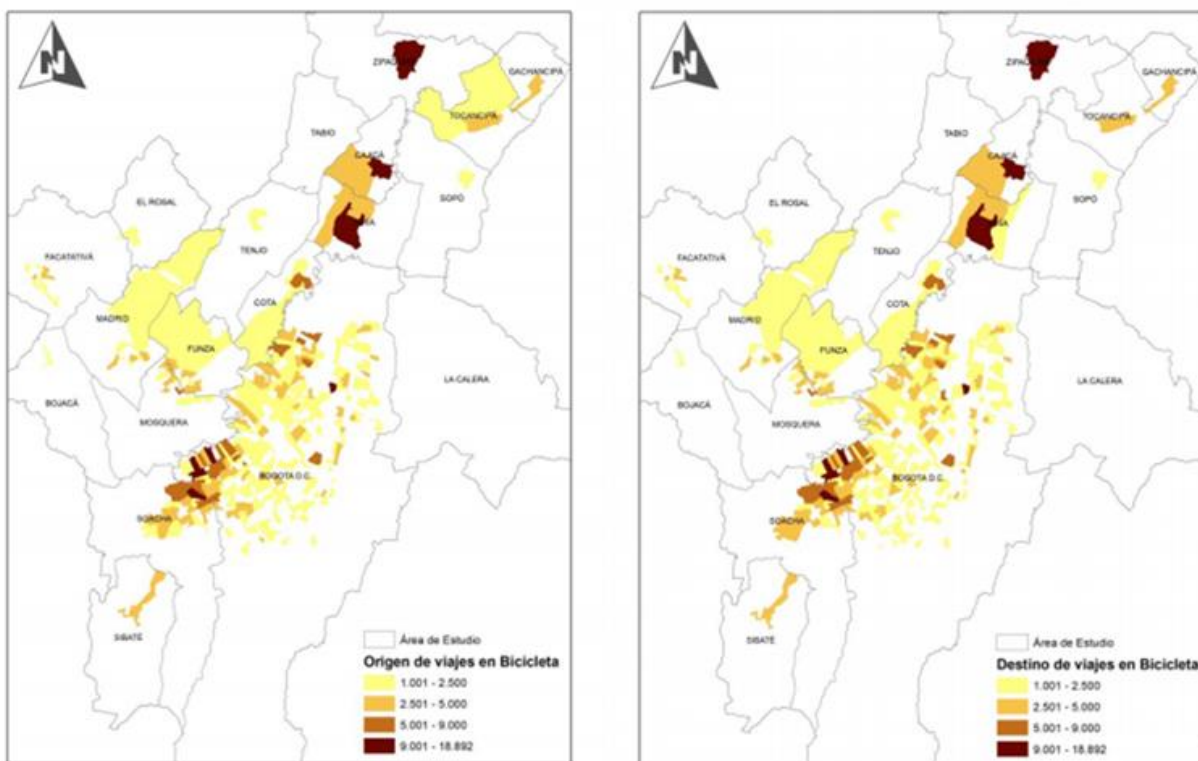 N
GACHANCIPÁ
TOCANCIPÁ
TABIO
CAJICÁ
SOPÓ
EL ROSAL
TENJO
FACATATIVÁ
COTA
MADRID
FUNZA
LA CALERA
BOJACÁ
MOSQUERA
BOGOTA D.C.
SOACHA
SIBATÉ
Área de Estudio
Origen de viajes en Bicicleta
1.001 - 2.500
2.501 - 5.000
5.001 - 9.000
9.001 - 18.892
N
GACHANCIPÁ
TOCANCIPÁ
TABIO
CAJICÁ
SOPÓ
EL ROSAL
TENJO
FACATATIVÁ
COTA
MADRID
FUNZA
LA CALERA
BOJACÁ
MOSQUERA
BOGOTA D.C.
SOACHA
SIBATÉ
Área de Estudio
Destino de viajes en Bicicleta
1.001 - 2.500
2.501 - 5.000
5.001 - 9.000
9.001 - 18.892